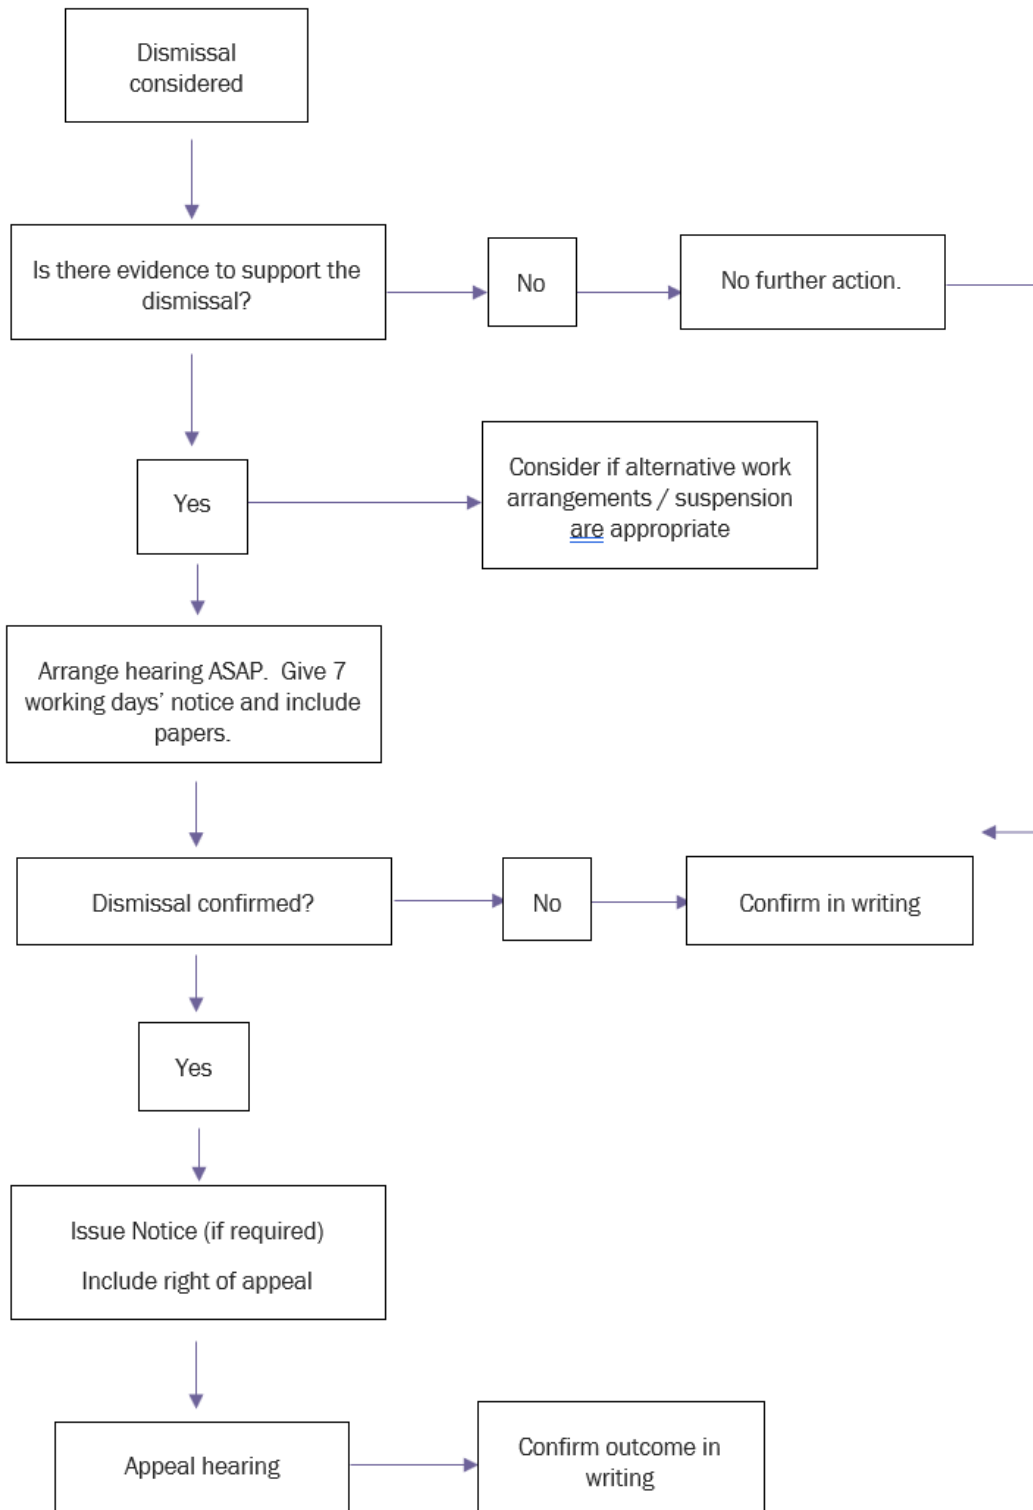 Dismissal
considered
Is there evidence to support the
dismissal?
No
No further action.
Yes
Consider if alternative work
arrangements / suspension
are appropriate
Arrange hearing ASAP.  Give 7
working days’ notice and include
papers.
Dismissal confirmed?
No
Confirm in writing
Yes
Issue Notice (if required)
Include right of appeal
Appeal hearing
Confirm outcome in
writing